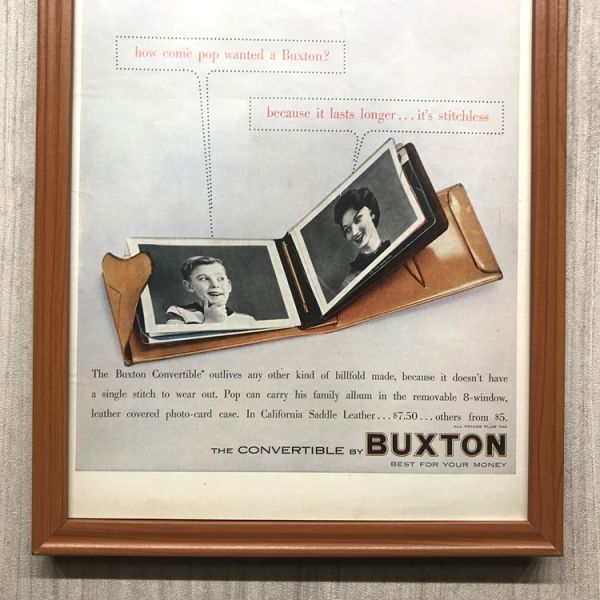 how come pop wanted a Buxton?
because it lasts longer...it's stitchless
The Buxton Convertible* outlives any other kind of billfold made, because it doesn't have
a single stitch to wear out. Pop can carry his family album in the removable 8-window,
leather covered photo-card case. In California Saddle Leather...$7.50...others from $5.
ALL PRICES PLUS TAX
THE CONVERTIBLE BY BUXTON
BEST FOR YOUR MONEY